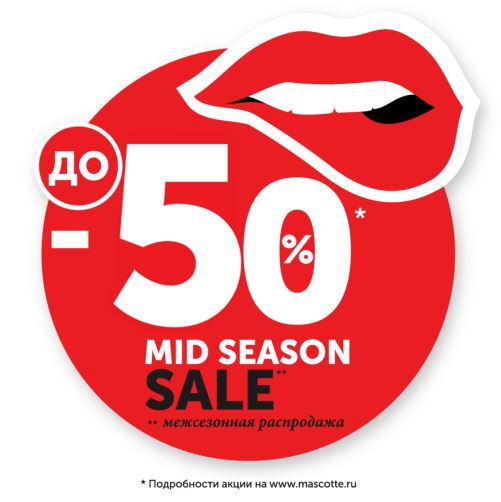 ДО
-50%*
MID SEASON
SALE**
** межсезонная распродажа
* Подробности акции на www.mascotte.ru